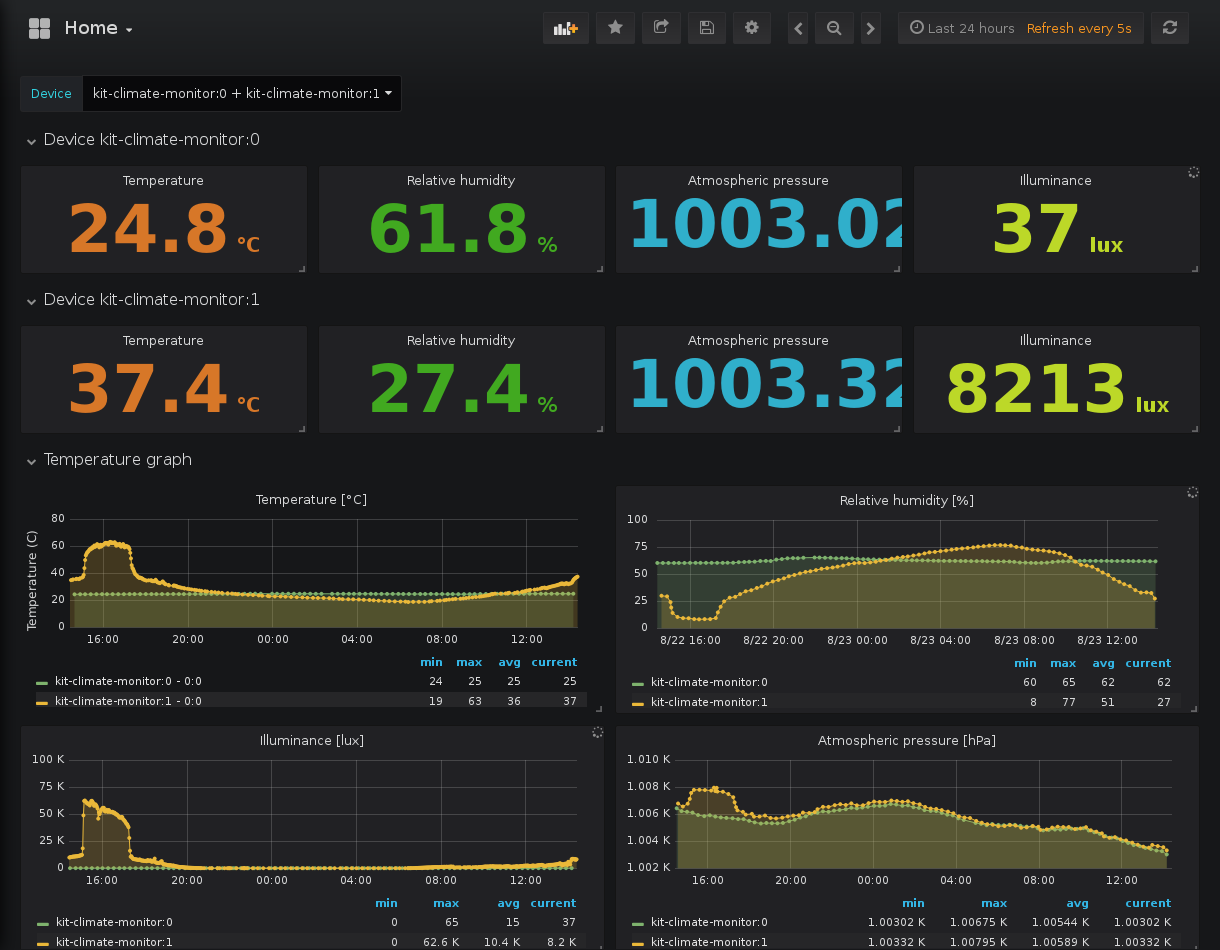 Home
Last 24 hours Refresh every 5s
Device kit-climate-monitor:0 + kit-climate-monitor:1
Device kit-climate-monitor:0
Temperature Relative humidity Atmospheric pressure Illuminance
24.8 °C 61.8 % 1003.02 37 lux
Device kit-climate-monitor:1
Temperature Relative humidity Atmospheric pressure Illuminance
37.4 °C 27.4 % 1003.32 8213 lux
Temperature graph
Temperature [°C]
Temperature (C)
80
60
40
20
0
16:00 20:00 00:00 04:00 08:00 12:00
min max avg current
kit-climate-monitor:0 - 0:0 24 25 25 25
kit-climate-monitor:1 - 0:0 19 63 36 37
Relative humidity [%]
100
75
50
25
0
8/22 16:00 8/22 20:00 8/23 00:00 8/23 04:00 8/23 08:00 8/23 12:00
min max avg current
kit-climate-monitor:0 60 65 62 62
kit-climate-monitor:1 8 77 51 27
Illuminance [lux]
100 K
75 K
50 K
25 K
0
16:00 20:00 00:00 04:00 08:00 12:00
min max avg current
kit-climate-monitor:0 0 65 15 37
kit-climate-monitor:1 0 62.6 K 10.4 K 8.2 K
Atmospheric pressure [hPa]
1.010 K
1.008 K
1.006 K
1.004 K
1.002 K
16:00 20:00 00:00 04:00 08:00 12:00
min max avg current
kit-climate-monitor:0 1.00302 K 1.00675 K 1.00544 K 1.00302 K
kit-climate-monitor:1 1.00332 K 1.00795 K 1.00589 K 1.00332 K